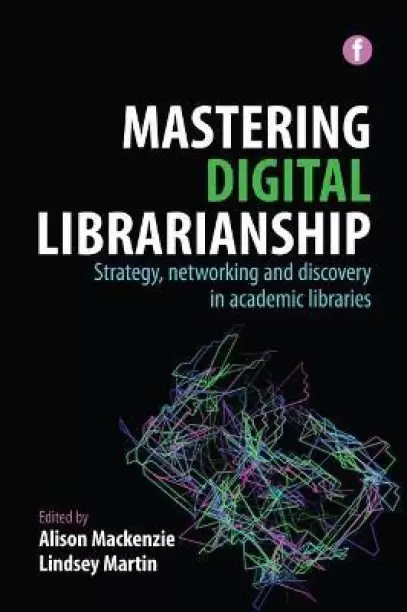 f
MASTERING
DIGITAL
LIBRARIANSHIP
Strategy, networking and discovery
in academic libraries
Edited by
Alison Mackenzie
Lindsey Martin